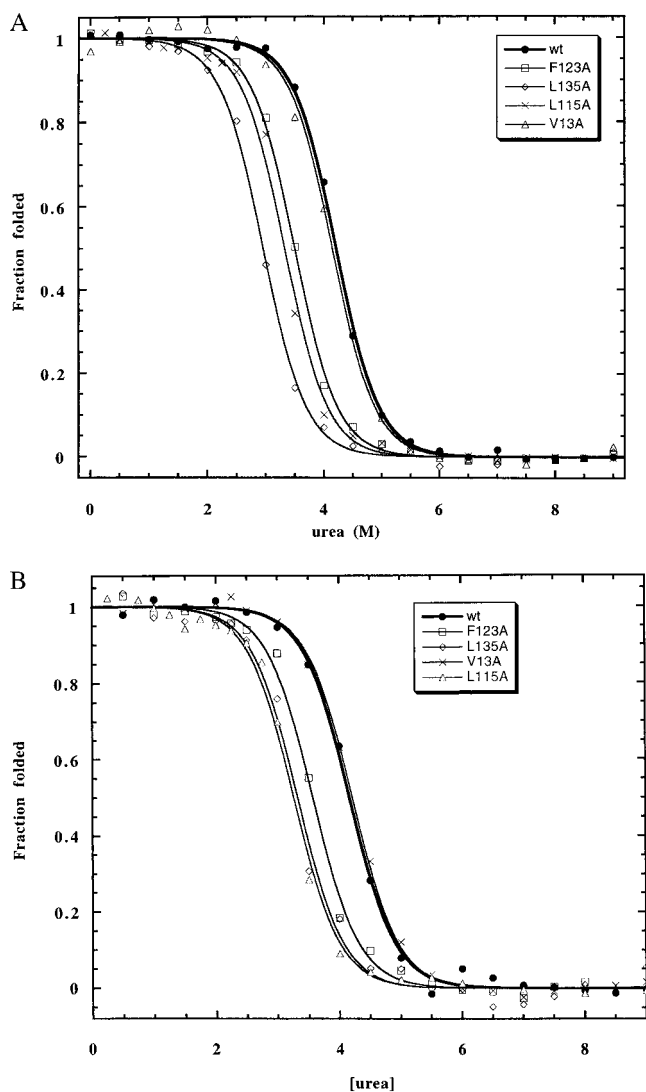 A
1
0.8
0.6
0.4
0.2
0
Fraction folded
wt
F123A
L135A
L115A
V13A
0 2 4 6 8
urea (M)
B
1
0.8
0.6
0.4
0.2
0
Fraction folded
wt
F123A
L135A
V13A
L115A
0 2 4 6 8
[urea]